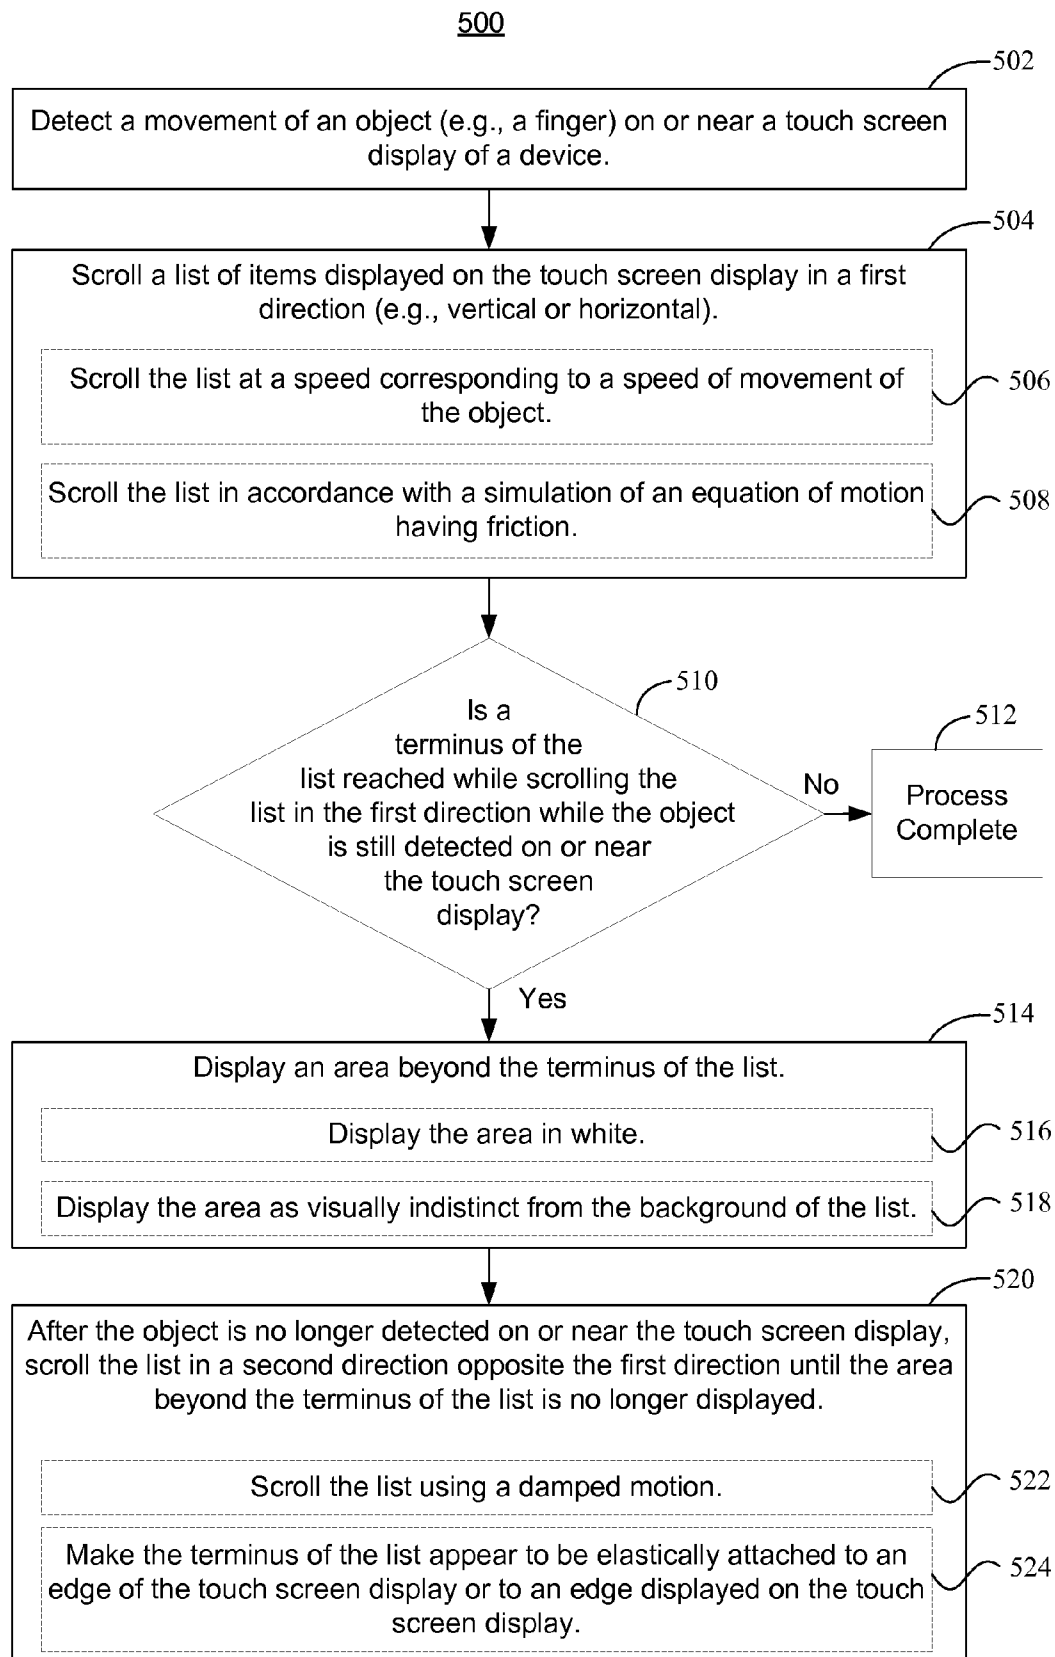 500
502
Detect a movement of an object (e.g., a finger) on or near a touch screen
display of a device.
504
Scroll a list of items displayed on the touch screen display in a first
direction (e.g., vertical or horizontal).
Scroll the list at a speed corresponding to a speed of movement of
the object.
506
Scroll the list in accordance with a simulation of an equation of motion
having friction.
508
510
Is a
terminus of the
list reached while scrolling the
list in the first direction while the object
is still detected on or near
the touch screen
display?
No
512
Process
Complete
Yes
514
Display an area beyond the terminus of the list.
Display the area in white.
516
Display the area as visually indistinct from the background of the list.
518
520
After the object is no longer detected on or near the touch screen display,
scroll the list in a second direction opposite the first direction until the area
beyond the terminus of the list is no longer displayed.
Scroll the list using a damped motion.
522
Make the terminus of the list appear to be elastically attached to an
edge of the touch screen display or to an edge displayed on the touch
screen display.
524